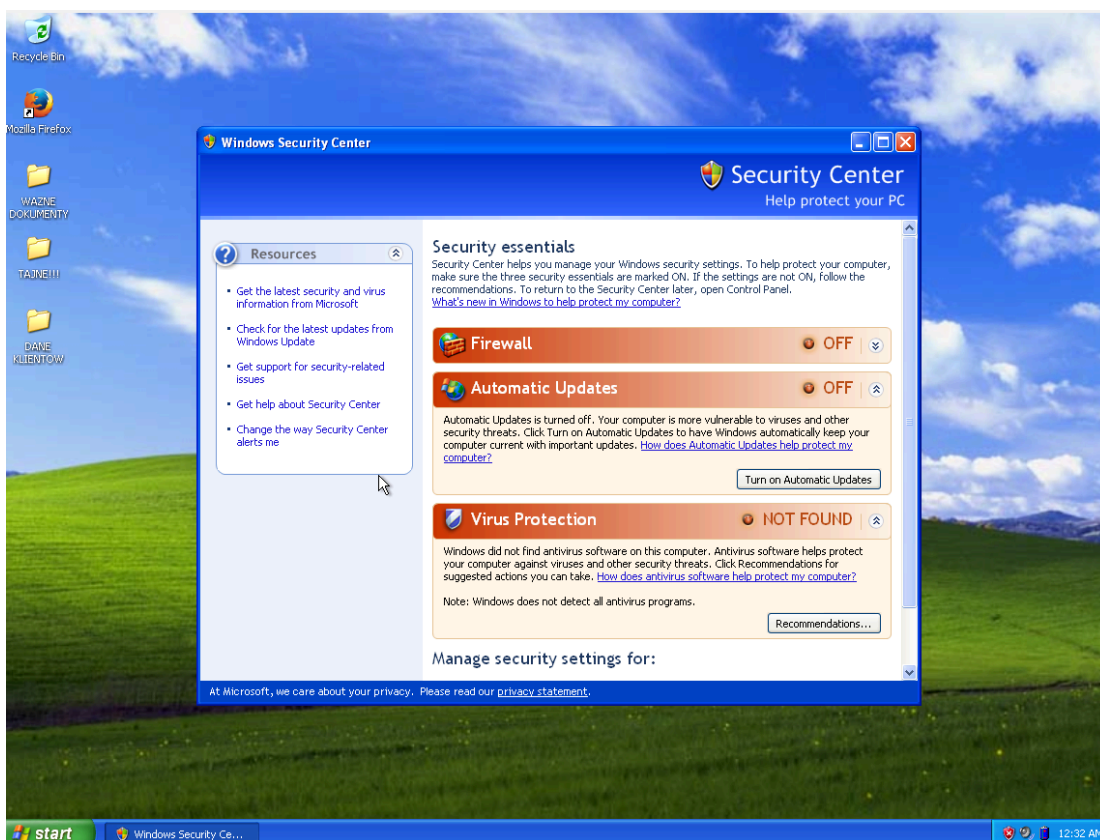 Recycle Bin
Mozilla Firefox
WAZNE
DOKUMENTY
TAJNE!!!
DANE
KLIENTOW
Windows Security Center
Security Center
Help protect your PC
Resources
Get the latest security and virus
information from Microsoft
Check for the latest updates from
Windows Update
Get support for security-related
issues
Get help about Security Center
Change the way Security Center
alerts me
Security essentials
Security Center helps you manage your Windows security settings. To help protect your computer,
make sure the three security essentials are marked ON. If the settings are not ON, follow the
recommendations. To return to the Security Center later, open Control Panel.
What's new in Windows to help protect my computer?
Firewall OFF
Automatic Updates OFF
Automatic Updates is turned off. Your computer is more vulnerable to viruses and other
security threats. Click Turn on Automatic Updates to have Windows automatically keep your
computer current with important updates. How does Automatic Updates help protect my
computer?
Turn on Automatic Updates
Virus Protection NOT FOUND
Windows did not find antivirus software on this computer. Antivirus software helps protect
your computer against viruses and other security threats. Click Recommendations for
suggested actions you can take. How does antivirus software help protect my computer?
Note: Windows does not detect all antivirus programs.
Recommendations...
Manage security settings for:
At Microsoft, we care about your privacy. Please read our privacy statement.
start
Windows Security Ce...
12:32 AM